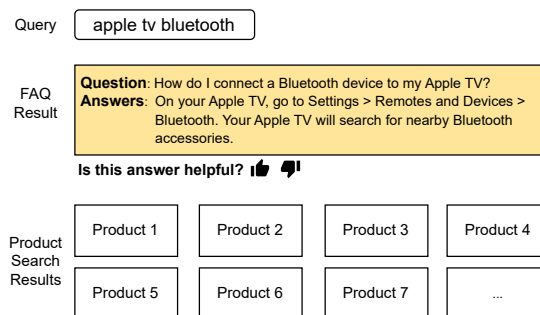 Query
apple tv bluetooth
FAQ
Result
Question: How do I connect a Bluetooth device to my Apple TV?
Answers: On your Apple TV, go to Settings > Remotes and Devices >
Bluetooth. Your Apple TV will search for nearby Bluetooth
accessories.
Is this answer helpful?
Product
Search
Results
Product 1
Product 2
Product 3
Product 4
Product 5
Product 6
Product 7
...